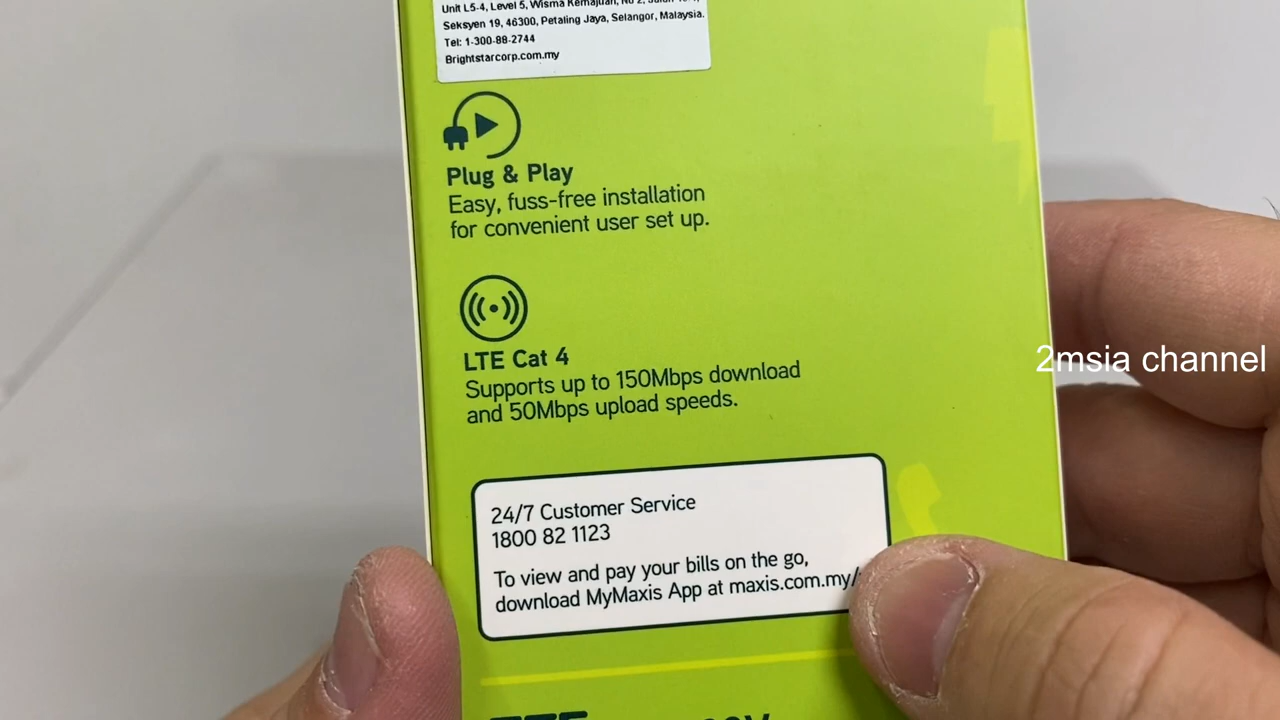 Unit L5-4, Level 5, Wisma Kemajuan, No 2,
Seksyen 19, 46300, Petaling Jaya, Selangor, Malaysia.
Tel: 1-300-88-2744
Brightstarcorp.com.my
Plug & Play
Easy, fuss-free installation
for convenient user set up.
LTE Cat 4
Supports up to 150Mbps download
and 50Mbps upload speeds.
2msia channel
24/7 Customer Service
1800 82 1123
To view and pay your bills on the go,
download MyMaxis App at maxis.com.my/